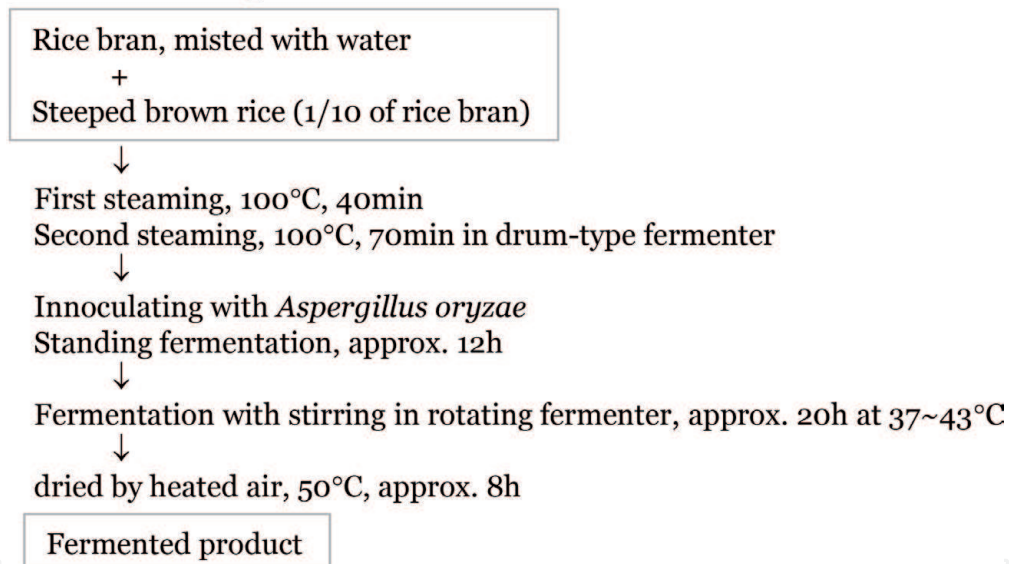 Rice bran, misted with water
+
Steeped brown rice (1/10 of rice bran)
↓
First steaming, 100°C, 40min
Second steaming, 100°C, 70min in drum-type fermenter
↓
Innoculating with Aspergillus oryzae
Standing fermentation, approx. 12h
↓
Fermentation with stirring in rotating fermenter, approx. 20h at 37~43°C
↓
dried by heated air, 50°C, approx. 8h
Fermented product